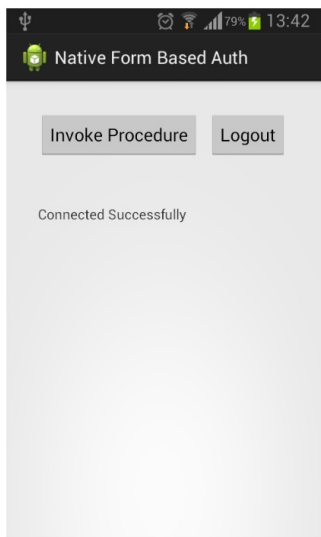 79% 13:42
Native Form Based Auth
Invoke Procedure Logout
Connected Successfully